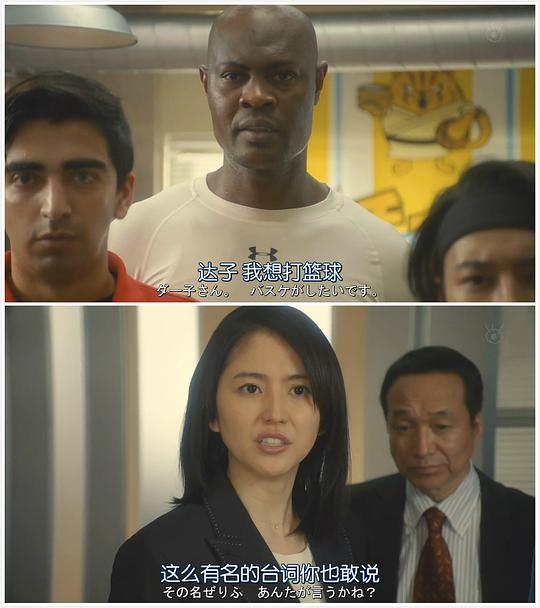 达子 我想打篮球
ダー子さん。 バスケがしたいです。
这么有名的台词你也敢说
その名ぜりふ あんたが言うかね？